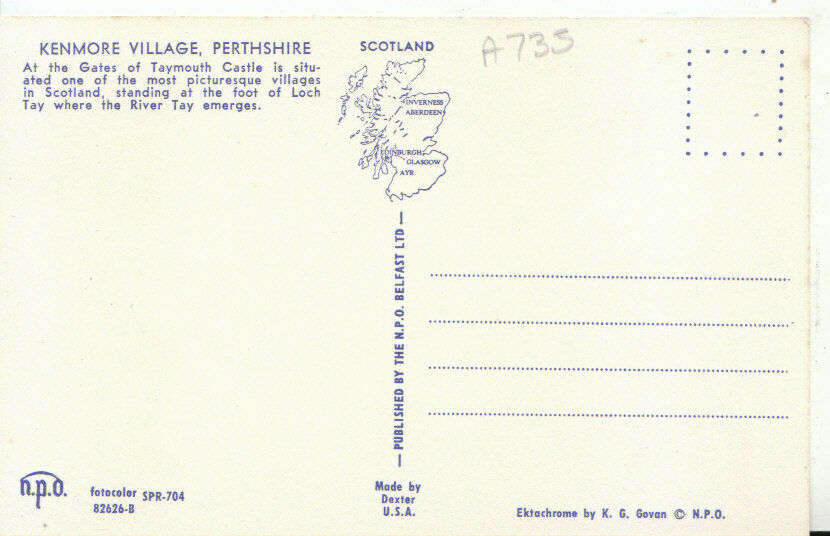 KENMORE VILLAGE, PERTHSHIRE
At the Gates of Taymouth Castle is situ-
ated one of the most picturesque villages
in Scotland, standing at the foot of Loch
Tay where the River Tay emerges.
SCOTLAND
INVERNESS
ABERDEEN
EDINBURGH
GLASGOW
AYR
A735
— PUBLISHED BY THE N.P.O. BELFAST LTD —
n.p.o.
fotocolor SPR-704
82626-B
Made by
Dexter
U.S.A.
Ektachrome by K. G. Govan © N.P.O.